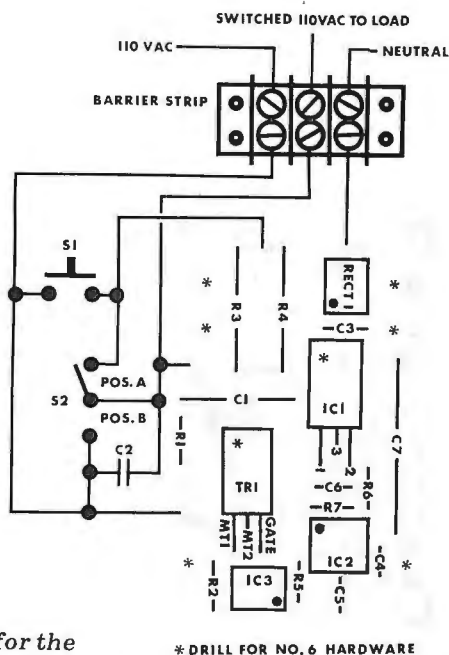 SWITCHED 110VAC TO LOAD
110 VAC
NEUTRAL
BARRIER STRIP
S1
*
*
R3
R4
RECT 1
*
*
C3
*
IC1
POS. A
S2
POS. B
C1
C7
C2
R1
*
TR1
1
3
2
C6
R6
R7
MT1
MT2
GATE
IC2
C4
*
R2
IC3
R5
C5
*
for the
* DRILL FOR NO. 6 HARDWARE